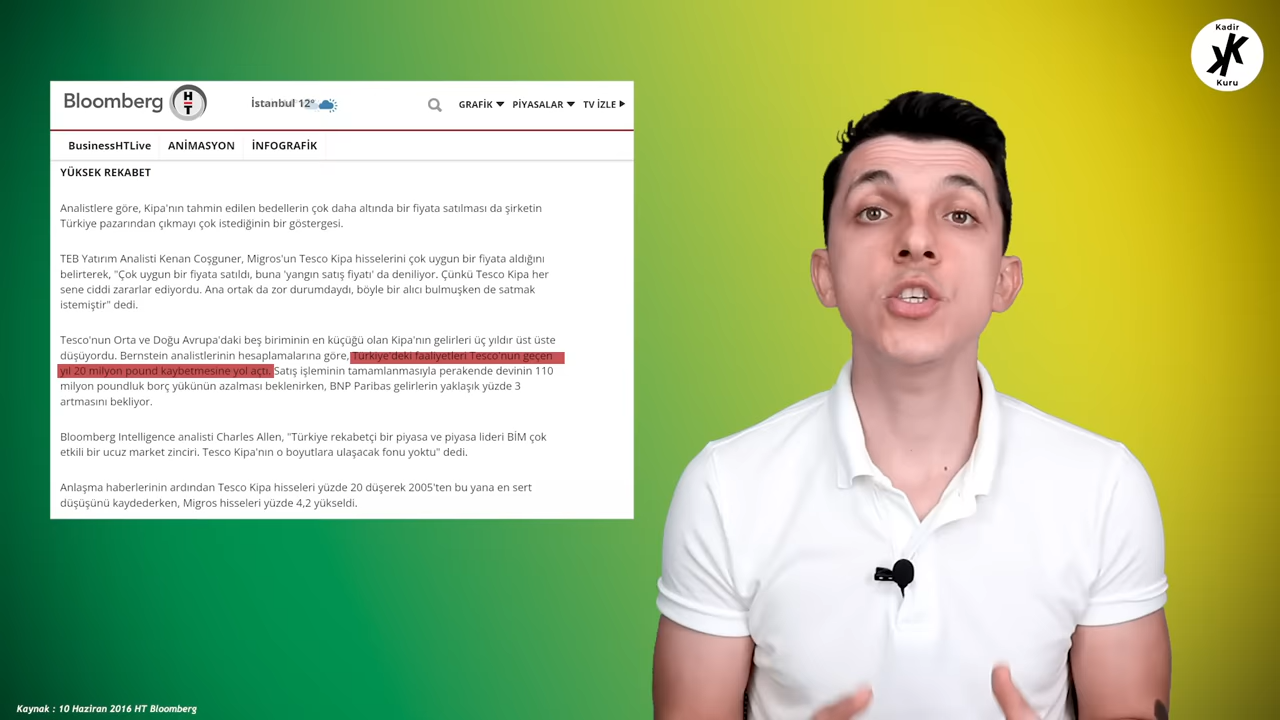 Kadir
KK
Kuru
Bloomberg HT
İstanbul 12°
GRAFİK PİYASALAR TV İZLE
BusinessHTLive ANİMASYON İNFOGRAFİK
YÜKSEK REKABET
Analistlere göre, Kipa'nın tahmin edilen bedellerin çok daha altında bir fiyata satılması da şirketin
Türkiye pazarından çıkmayı çok istediğinin bir göstergesi.
TEB Yatırım Analisti Kenan Coşguner, Migros'un Tesco Kipa hisselerini çok uygun bir fiyata aldığını
belirterek, "Çok uygun bir fiyata satıldı, buna 'yangın satış fiyatı' da deniliyor. Çünkü Tesco Kipa her
sene ciddi zararlar ediyordu. Ana ortak da zor durumdaydı, böyle bir alıcı bulmuşken de satmak
istemiştir" dedi.
Tesco'nun Orta ve Doğu Avrupa'daki beş biriminin en küçüğü olan Kipa'nın gelirleri üç yıldır üst üste
düşüyordu. Bernstein analistlerinin hesaplamalarına göre, Türkiye'deki faaliyetleri Tesco'nun geçen
yıl 20 milyon pound kaybetmesine yol açtı. Satış işleminin tamamlanmasıyla perakende devinin 110
milyon poundluk borç yükünün azalması beklenirken, BNP Paribas gelirlerin yaklaşık yüzde 3
artmasını bekliyor.
Bloomberg Intelligence analisti Charles Allen, "Türkiye rekabetçi bir piyasa ve piyasa lideri BİM çok
etkili bir ucuz market zinciri. Tesco Kipa'nın o boyutlara ulaşacak fonu yoktu" dedi.
Anlaşma haberlerinin ardından Tesco Kipa hisseleri yüzde 20 düşerek 2005'ten bu yana en sert
düşüşünü kaydederken, Migros hisseleri yüzde 4,2 yükseldi.
Kaynak : 10 Haziran 2016 HT Bloomberg